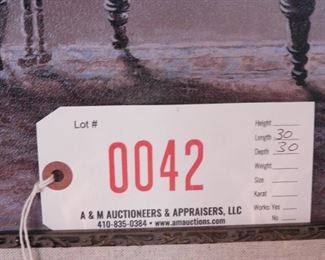 Lot #
0042
Height
Length 30
Depth 30
Weight
Size
Karat
Works: Yes
No
A & M AUCTIONEERS & APPRAISERS, LLC
410-835-0384 • www.amauctions.com